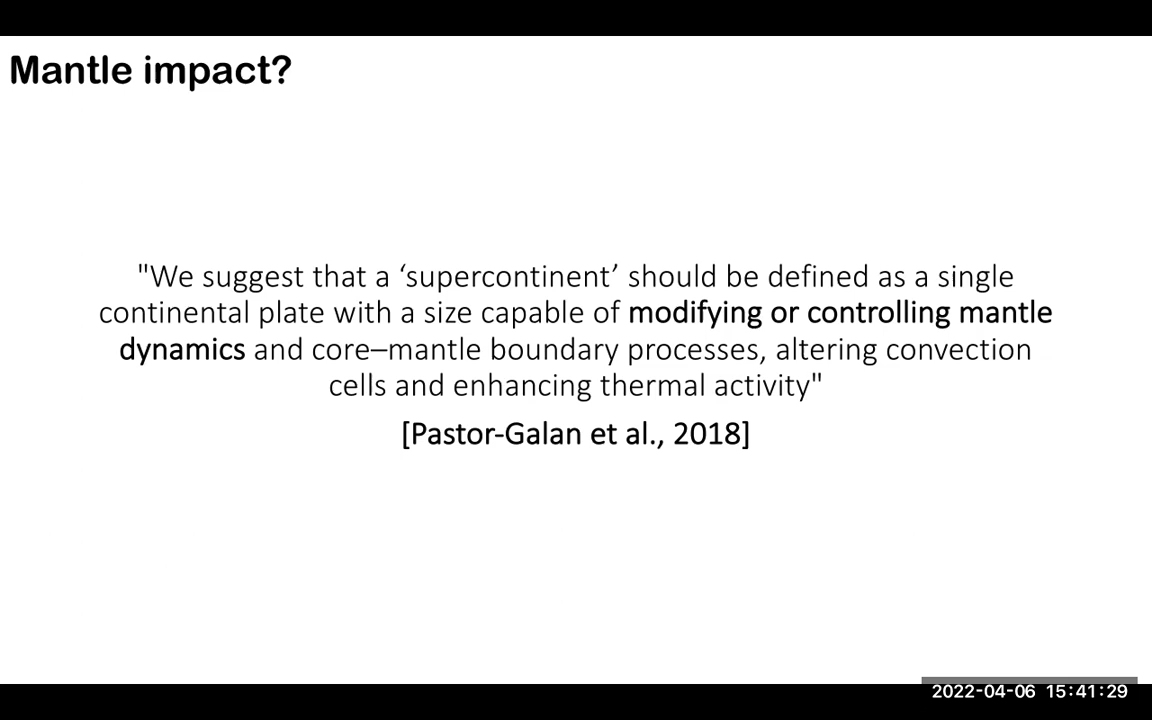 Mantle impact?
"We suggest that a ‘supercontinent’ should be defined as a single
continental plate with a size capable of modifying or controlling mantle
dynamics and core–mantle boundary processes, altering convection
cells and enhancing thermal activity"
[Pastor-Galan et al., 2018]
2022-04-06 15:41:29